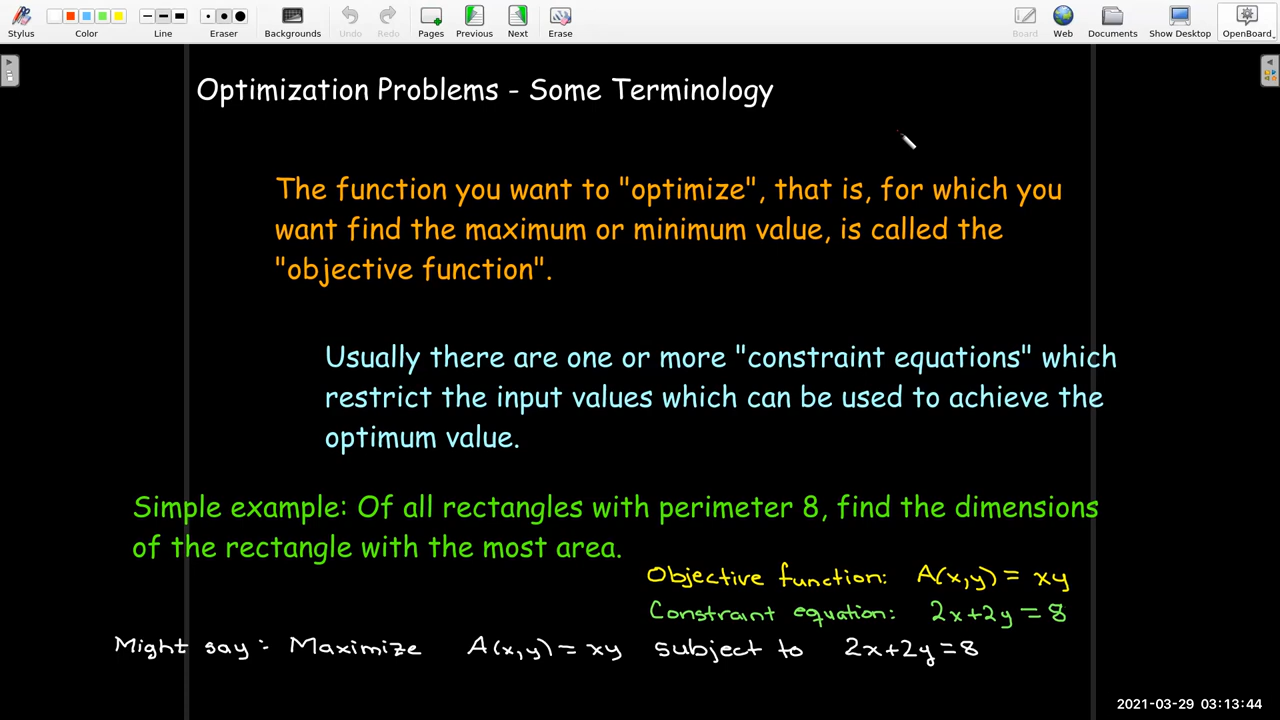 Stylus Color Line Eraser Backgrounds Undo Redo Pages Previous Next Erase Board Web Documents Show Desktop OpenBoard
Optimization Problems - Some Terminology
The function you want to "optimize", that is, for which you
want find the maximum or minimum value, is called the
"objective function".
Usually there are one or more "constraint equations" which
restrict the input values which can be used to achieve the
optimum value.
Simple example: Of all rectangles with perimeter 8, find the dimensions
of the rectangle with the most area.
Objective function: A(x,y) = xy
Constraint equation: 2x+2y = 8
Might say: Maximize A(x,y) = xy subject to 2x+2y = 8
2021-03-29 03:13:44